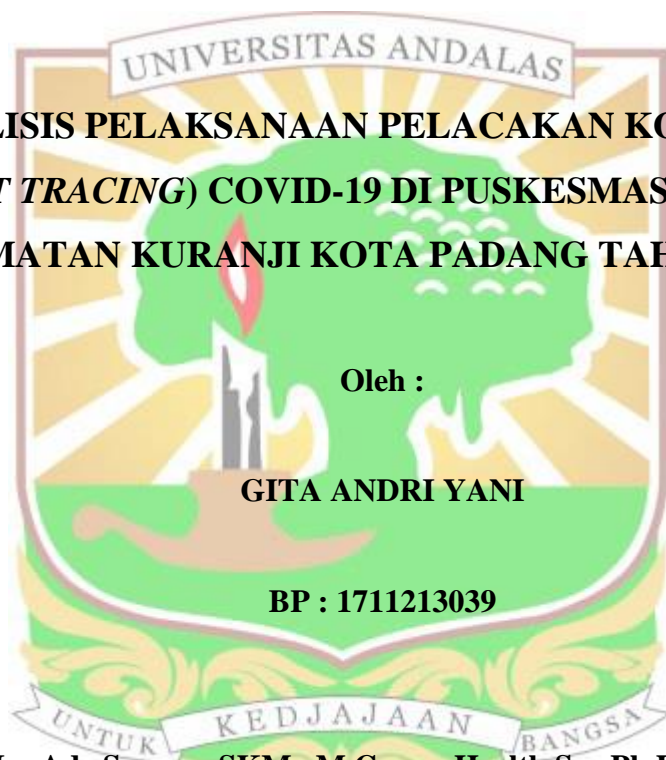 UNIVERSITAS ANDALAS
LISIS PELAKSANAAN PELACAKAN KO
T TRACING) COVID-19 DI PUSKESMAS
MATAN KURANJI KOTA PADANG TAH
Oleh :
GITA ANDRI YANI
BP : 1711213039
UNTUK KEDJAJAAN BANGSA